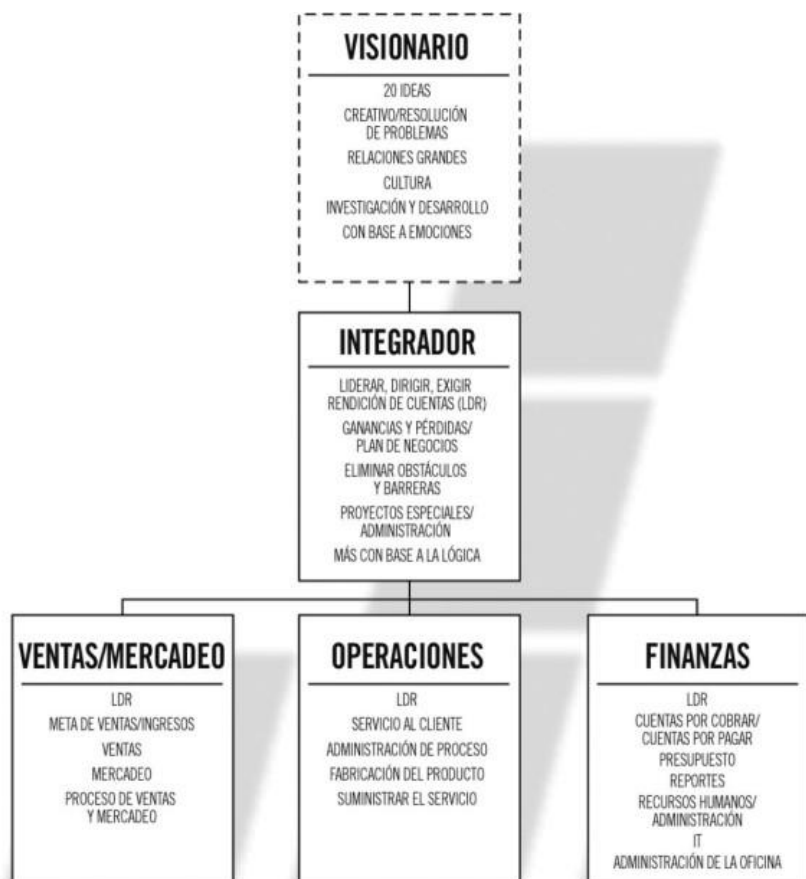 VISIONARIO
20 IDEAS
CREATIVO/RESOLUCIÓN
DE PROBLEMAS
RELACIONES GRANDES
CULTURA
INVESTIGACIÓN Y DESARROLLO
CON BASE A EMOCIONES
INTEGRADOR
LIDERAR, DIRIGIR, EXIGIR
RENDICIÓN DE CUENTAS (LDR)
GANANCIAS Y PÉRDIDAS/
PLAN DE NEGOCIOS
ELIMINAR OBSTÁCULOS
Y BARRERAS
PROYECTOS ESPECIALES/
ADMINISTRACIÓN
MÁS CON BASE A LA LÓGICA
VENTAS/MERCADEO
LDR
META DE VENTAS/INGRESOS
VENTAS
MERCADEO
PROCESO DE VENTAS
Y MERCADEO
OPERACIONES
LDR
SERVICIO AL CLIENTE
ADMINISTRACIÓN DE PROCESO
FABRICACIÓN DEL PRODUCTO
SUMINISTRAR EL SERVICIO
FINANZAS
LDR
CUENTAS POR COBRAR/
CUENTAS POR PAGAR
PRESUPUESTO
REPORTES
RECURSOS HUMANOS/
ADMINISTRACIÓN
IT
ADMINISTRACIÓN DE LA OFICINA